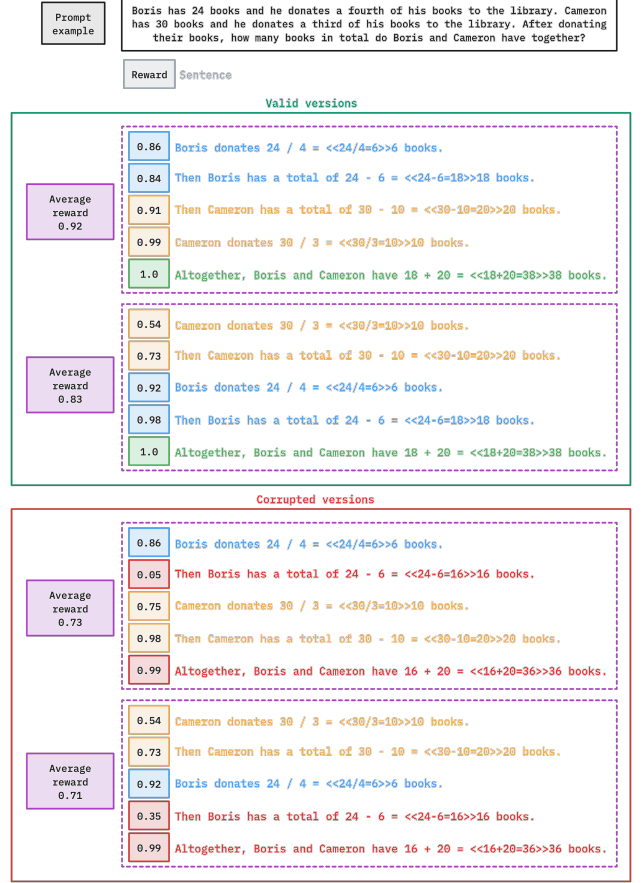 Prompt
example
Boris has 24 books and he donates a fourth of his books to the library. Cameron
has 30 books and he donates a third of his books to the library. After donating
their books, how many books in total do Boris and Cameron have together?
Reward Sentence
Valid versions
Average
reward
0.92
0.86 Boris donates 24 / 4 = <<24/4=6>>6 books.
0.84 Then Boris has a total of 24 - 6 = <<24-6=18>>18 books.
0.91 Then Cameron has a total of 30 - 10 = <<30-10=20>>20 books.
0.99 Cameron donates 30 / 3 = <<30/3=10>>10 books.
1.0 Altogether, Boris and Cameron have 18 + 20 = <<18+20=38>>38 books.
Average
reward
0.83
0.54 Cameron donates 30 / 3 = <<30/3=10>>10 books.
0.73 Then Cameron has a total of 30 - 10 = <<30-10=20>>20 books.
0.92 Boris donates 24 / 4 = <<24/4=6>>6 books.
0.98 Then Boris has a total of 24 - 6 = <<24-6=18>>18 books.
1.0 Altogether, Boris and Cameron have 18 + 20 = <<18+20=38>>38 books.
Corrupted versions
Average
reward
0.73
0.86 Boris donates 24 / 4 = <<24/4=6>>6 books.
0.05 Then Boris has a total of 24 - 6 = <<24-6=16>>16 books.
0.75 Cameron donates 30 / 3 = <<30/3=10>>10 books.
0.98 Then Cameron has a total of 30 - 10 = <<30-10=20>>20 books.
0.99 Altogether, Boris and Cameron have 16 + 20 = <<16+20=36>>36 books.
Average
reward
0.71
0.54 Cameron donates 30 / 3 = <<30/3=10>>10 books.
0.73 Then Cameron has a total of 30 - 10 = <<30-10=20>>20 books.
0.92 Boris donates 24 / 4 = <<24/4=6>>6 books.
0.35 Then Boris has a total of 24 - 6 = <<24-6=16>>16 books.
0.99 Altogether, Boris and Cameron have 16 + 20 = <<16+20=36>>36 books.